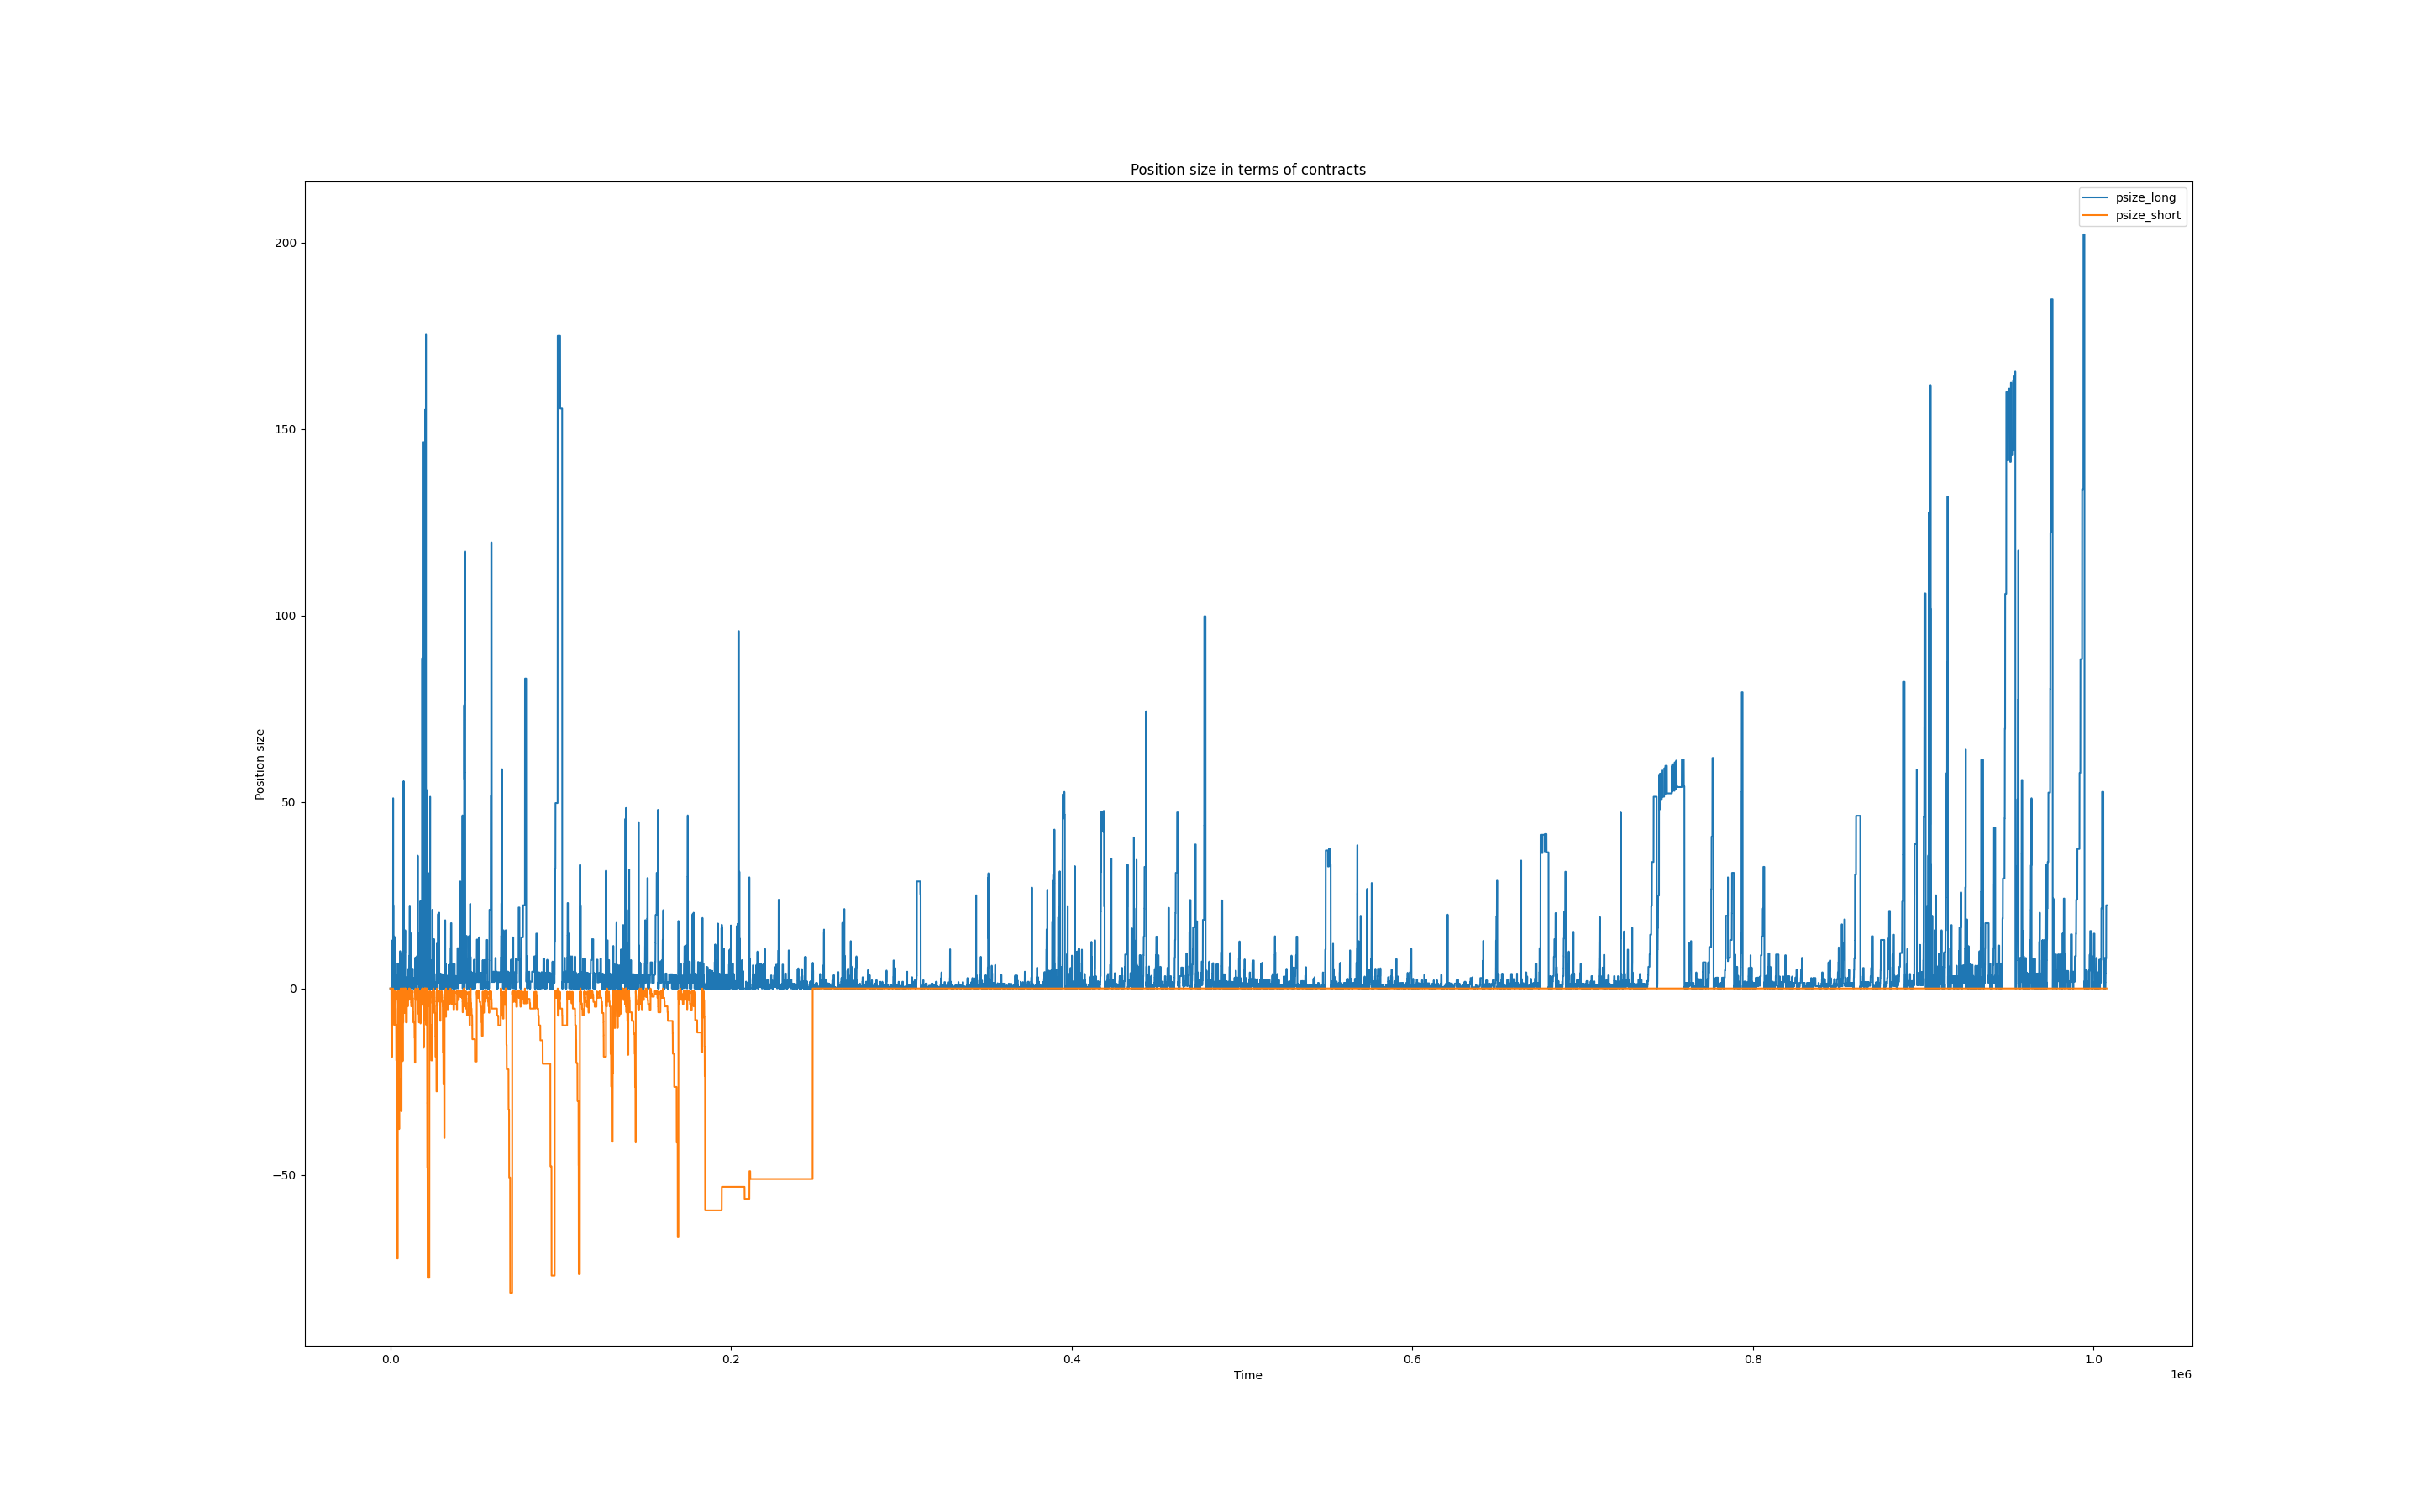 Position size in terms of contracts
psize_long
psize_short
200
150
100
50
0
−50
Position size
0.0 0.2 0.4 0.6 0.8 1.0
Time
1e6